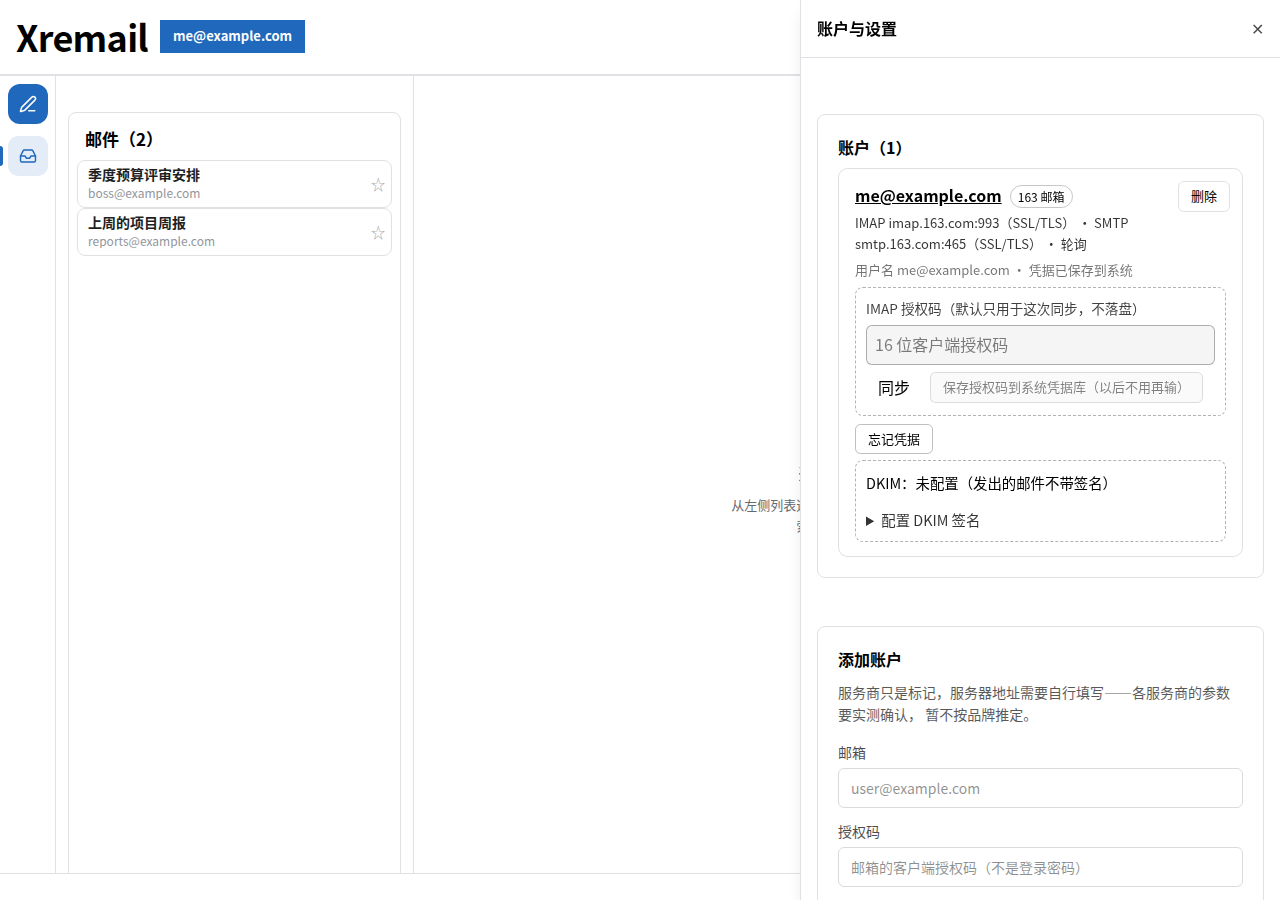 Xremail
me@example.com
邮件（2）
季度预算评审安排
boss@example.com
上周的项目周报
reports@example.com
从左侧列表
账户与设置
账户（1）
me@example.com
163 邮箱
删除
IMAP imap.163.com:993（SSL/TLS） · SMTP
smtp.163.com:465（SSL/TLS） · 轮询
用户名 me@example.com · 凭据已保存到系统
IMAP 授权码（默认只用于这次同步，不落盘）
16 位客户端授权码
同步
保存授权码到系统凭据库（以后不用再输）
忘记凭据
DKIM：未配置（发出的邮件不带签名）
配置 DKIM 签名
添加账户
服务商只是标记，服务器地址需要自行填写——各服务商的参数
要实测确认， 暂不按品牌推定。
邮箱
user@example.com
授权码
邮箱的客户端授权码（不是登录密码）